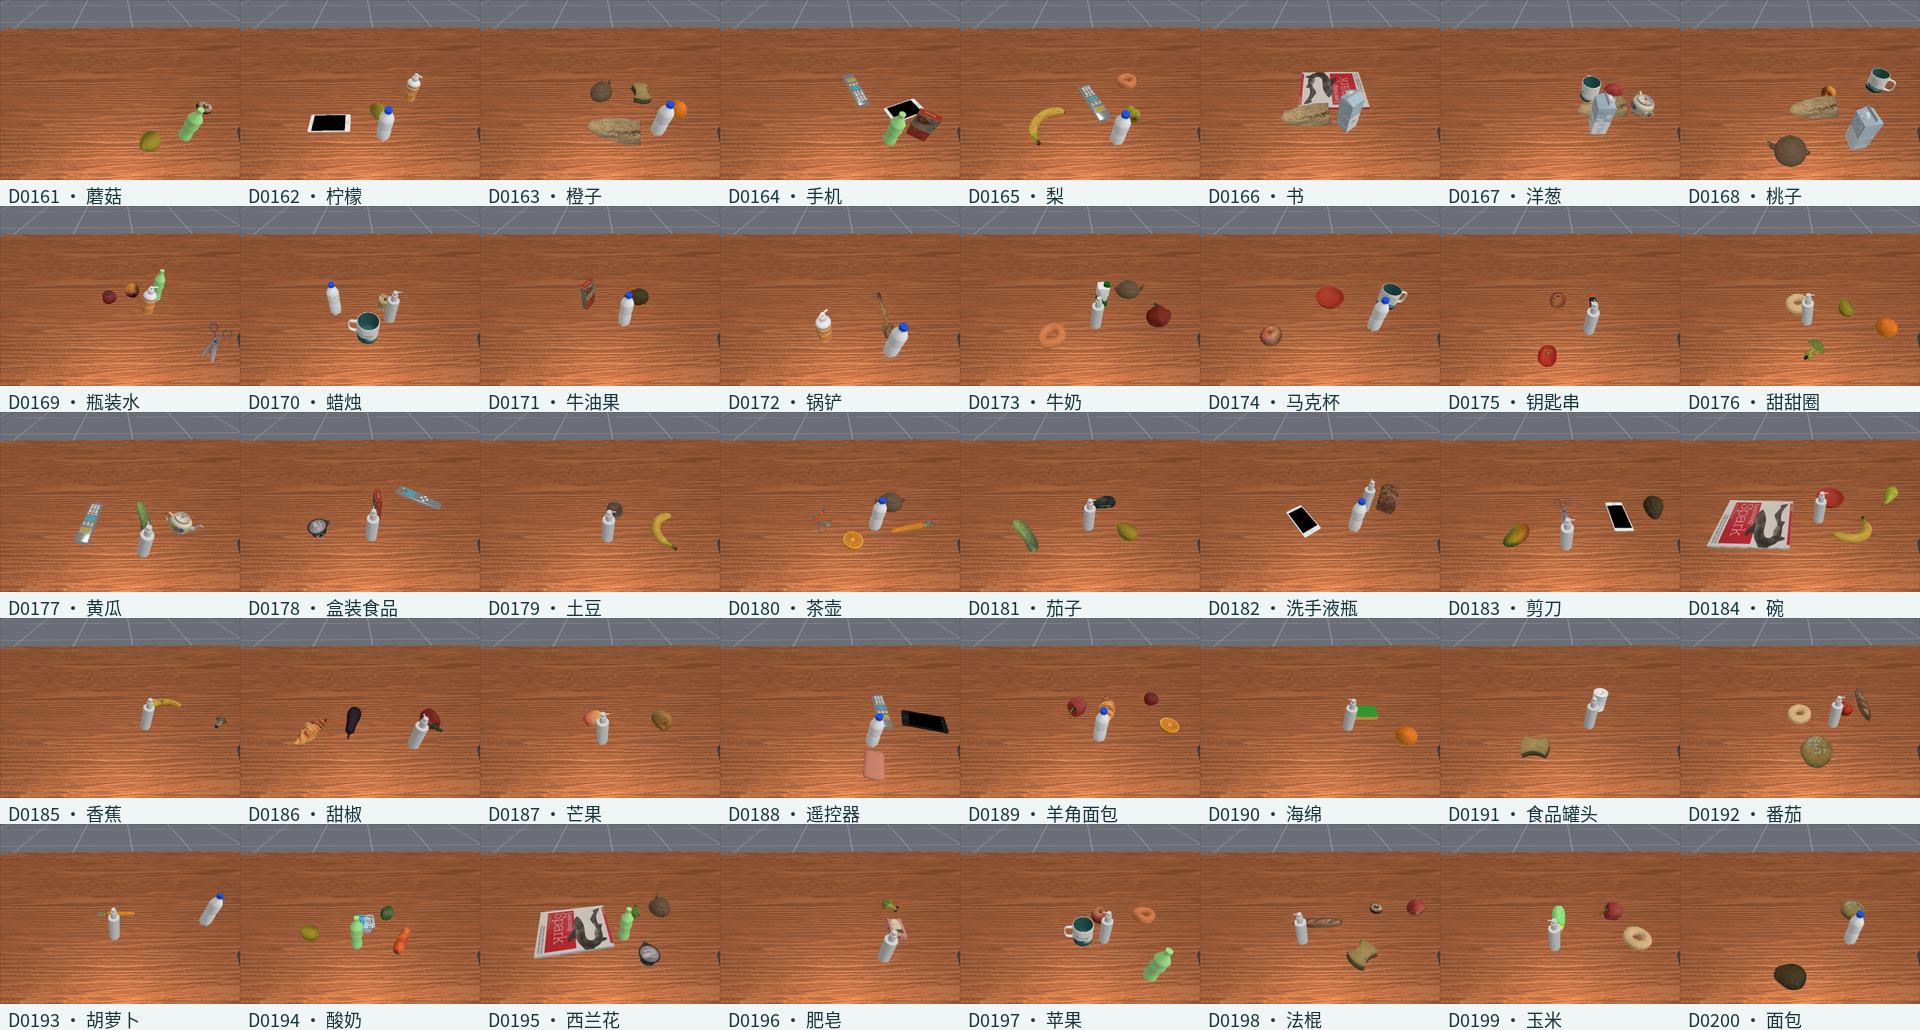 D0161 · 蘑菇
D0162 · 柠檬
D0163 · 橙子
D0164 · 手机
D0165 · 梨
D0166 · 书
D0167 · 洋葱
D0168 · 桃子
D0169 · 瓶装水
D0170 · 蜡烛
D0171 · 牛油果
D0172 · 锅铲
D0173 · 牛奶
D0174 · 马克杯
D0175 · 钥匙串
D0176 · 甜甜圈
D0177 · 黄瓜
D0178 · 盒装食品
D0179 · 土豆
D0180 · 茶壶
D0181 · 茄子
D0182 · 洗手液瓶
D0183 · 剪刀
Spark
D0184 · 碗
D0185 · 香蕉
D0186 · 甜椒
D0187 · 芒果
D0188 · 遥控器
D0189 · 羊角面包
D0190 · 海绵
D0191 · 食品罐头
D0192 · 番茄
D0193 · 胡萝卜
D0194 · 酸奶
Spark
D0195 · 西兰花
D0196 · 肥皂
D0197 · 苹果
D0198 · 法棍
D0199 · 玉米
D0200 · 面包